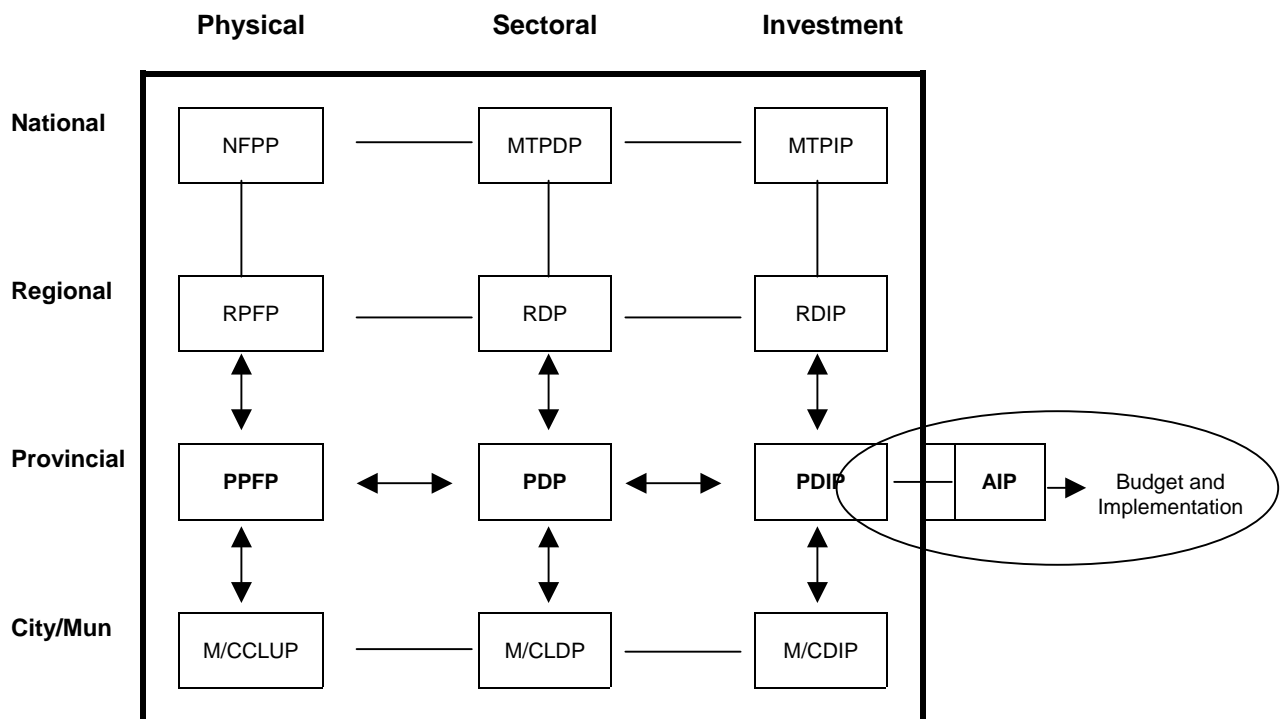 Physical Sectoral Investment
National NFPP MTPDP MTPIP
Regional RPFP RDP RDIP
Provincial PPFP PDP PDIP AIP Budget and
Implementation
City/Mun M/CCLUP M/CLDP M/CDIP